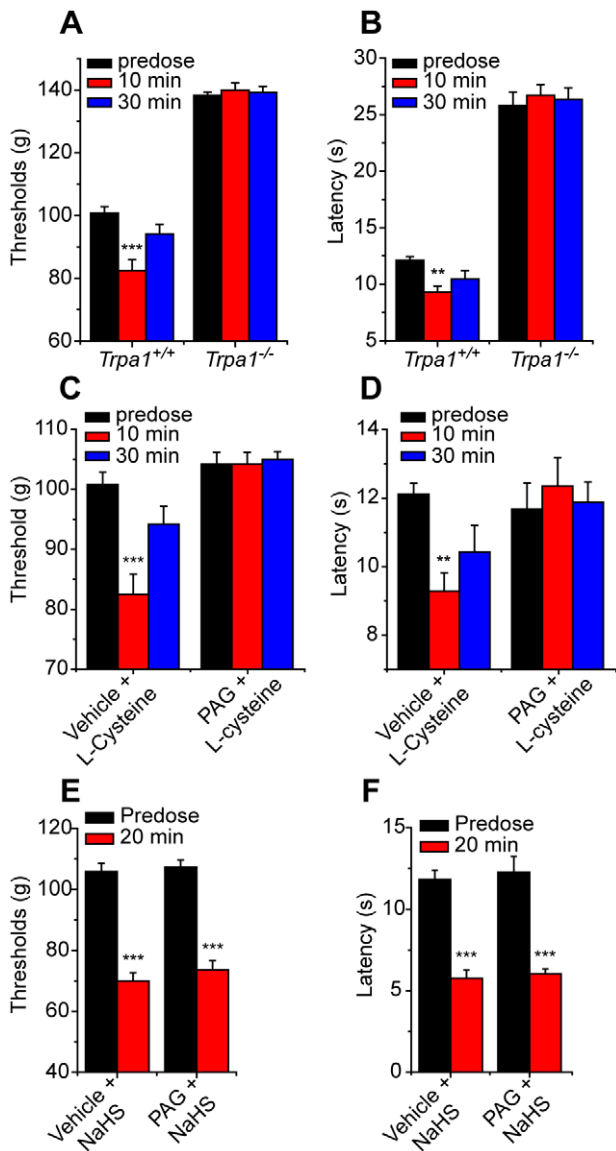 A
predose
10 min
30 min
Thresholds (g)
140
120
100
80
60
***
Trpa1+/+
Trpa1-/-
B
predose
10 min
30 min
Latency (s)
30
25
20
15
10
5
**
Trpa1+/+
Trpa1-/-
C
predose
10 min
30 min
Threshold (g)
110
100
90
80
70
***
Vehicle +
L-Cysteine
PAG +
L-cysteine
D
predose
10 min
30 min
Latency (s)
14
12
10
8
**
Vehicle +
L-Cysteine
PAG +
L-cysteine
E
Predose
20 min
Thresholds (g)
120
100
80
60
40
***
***
Vehicle +
NaHS
PAG +
NaHS
F
Predose
20 min
Latency (s)
15
10
5
0
***
***
Vehicle +
NaHS
PAG +
NaHS